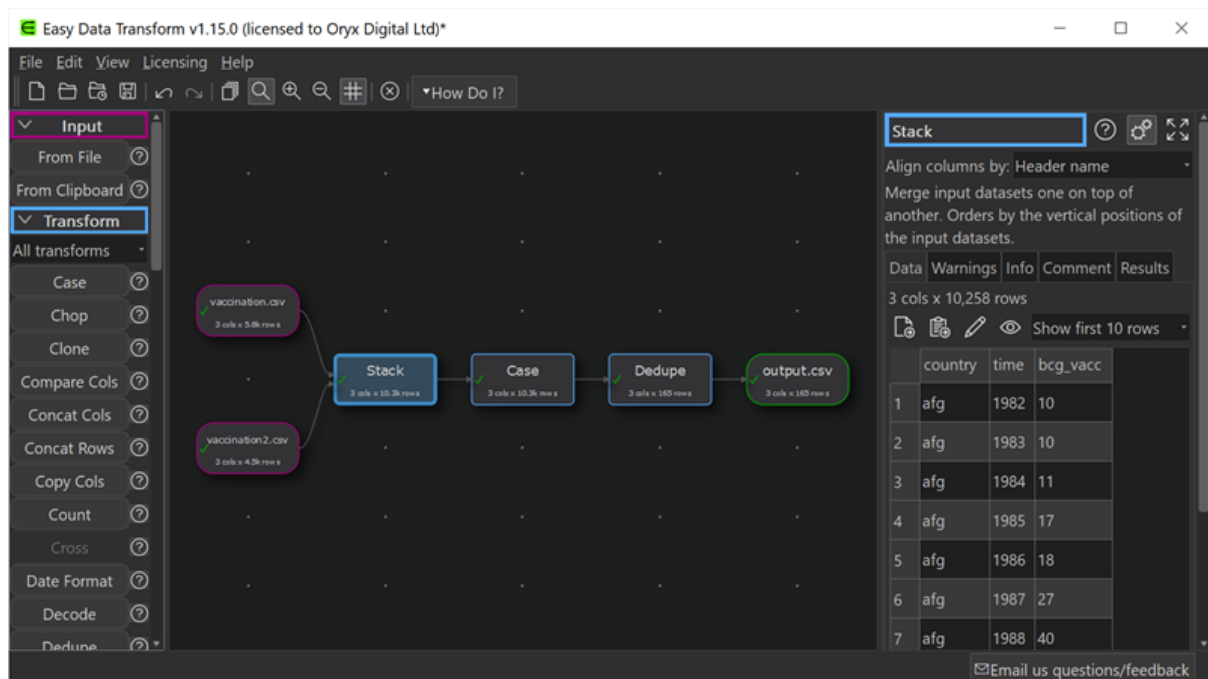 Easy Data Transform v1.15.0 (licensed to Oryx Digital Ltd)*
File Edit View Licensing Help
How Do I?
Input
From File
From Clipboard
Transform
All transforms
Case
Chop
Clone
Compare Cols
Concat Cols
Concat Rows
Copy Cols
Count
Cross
Date Format
Decode
Dedupe
vaccination.csv
3 cols x 5.8k rows
vaccination2.csv
3 cols x 4.5k rows
Stack
3 cols x 10.3k rows
Case
3 cols x 10.3k rows
Dedupe
3 cols x 165 rows
output.csv
3 cols x 165 rows
Stack
Align columns by: Header name
Merge input datasets one on top of
another. Orders by the vertical positions of
the input datasets.
Data Warnings Info Comment Results
3 cols x 10,258 rows
Show first 10 rows
country time bcg_vacc
1 afg 1982 10
2 afg 1983 10
3 afg 1984 11
4 afg 1985 17
5 afg 1986 18
6 afg 1987 27
7 afg 1988 40
Email us questions/feedback